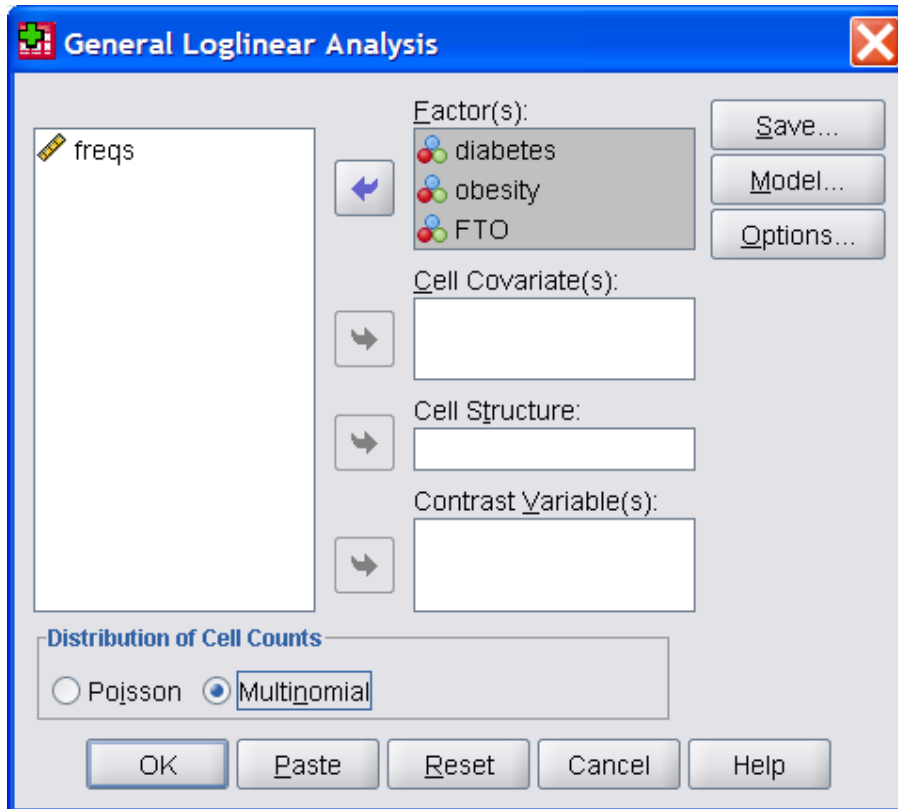 General Loglinear Analysis
freqs
Factor(s):
diabetes
obesity
FTO
Save...
Model...
Options...
Cell Covariate(s):
Cell Structure:
Contrast Variable(s):
Distribution of Cell Counts
Poisson
Multinomial
OK
Paste
Reset
Cancel
Help